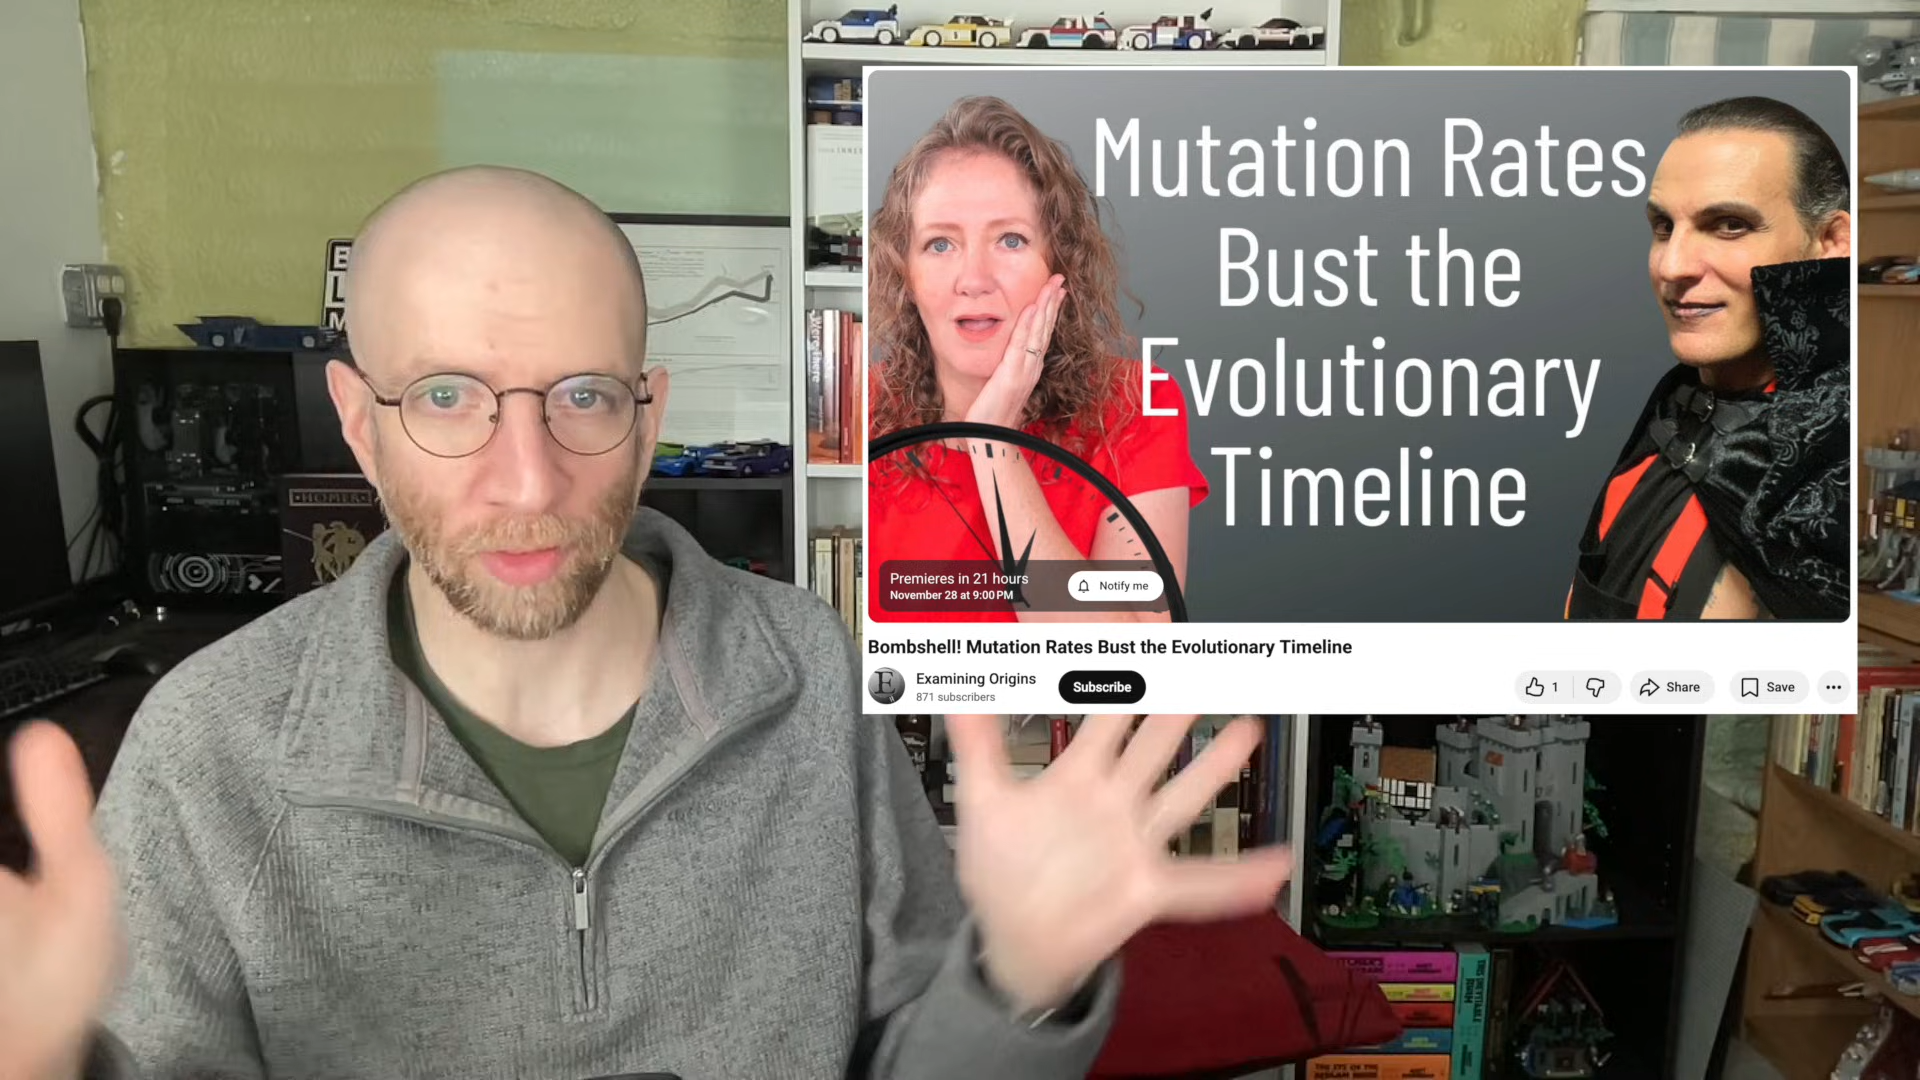 Mutation Rates
Bust the
Evolutionary
Timeline
Premieres in 21 hours
November 28 at 9:00 PM
Notify me
Bombshell! Mutation Rates Bust the Evolutionary Timeline
E
Examining Origins
871 subscribers
Subscribe
1
Share
Save
B
L
M
HOMER